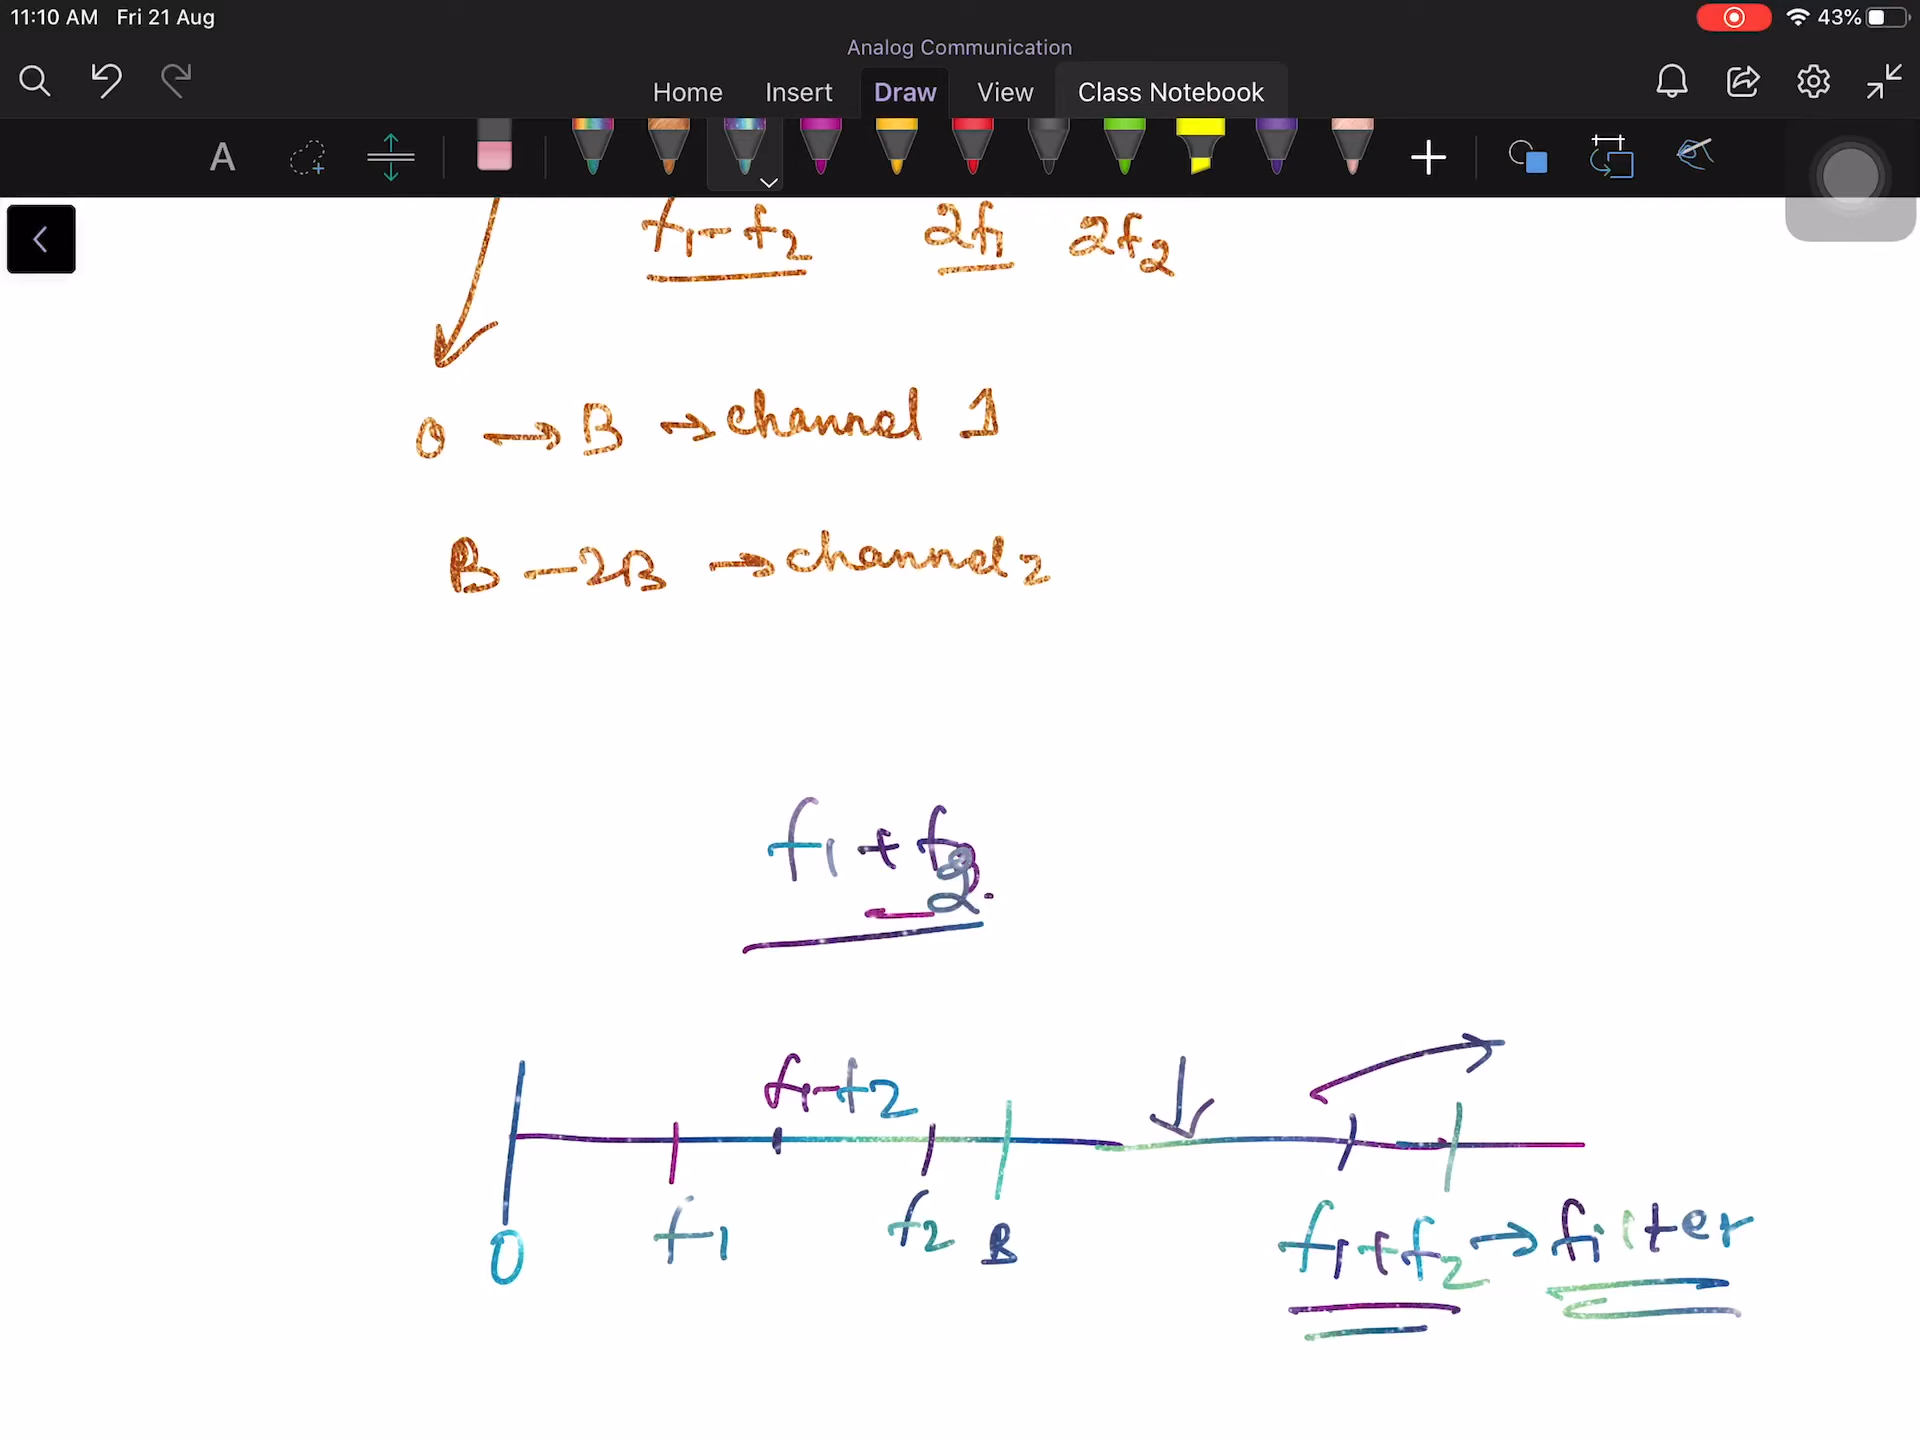 11:10 AM Fri 21 Aug 43%
Analog Communication
Home Insert Draw View Class Notebook
A
f1-f2 2f1 2f2
0 → B → channel 1
B - 2B → channel 2
f1 + f2
f1-f2
0 f1 f2 B f1+f2 → filter